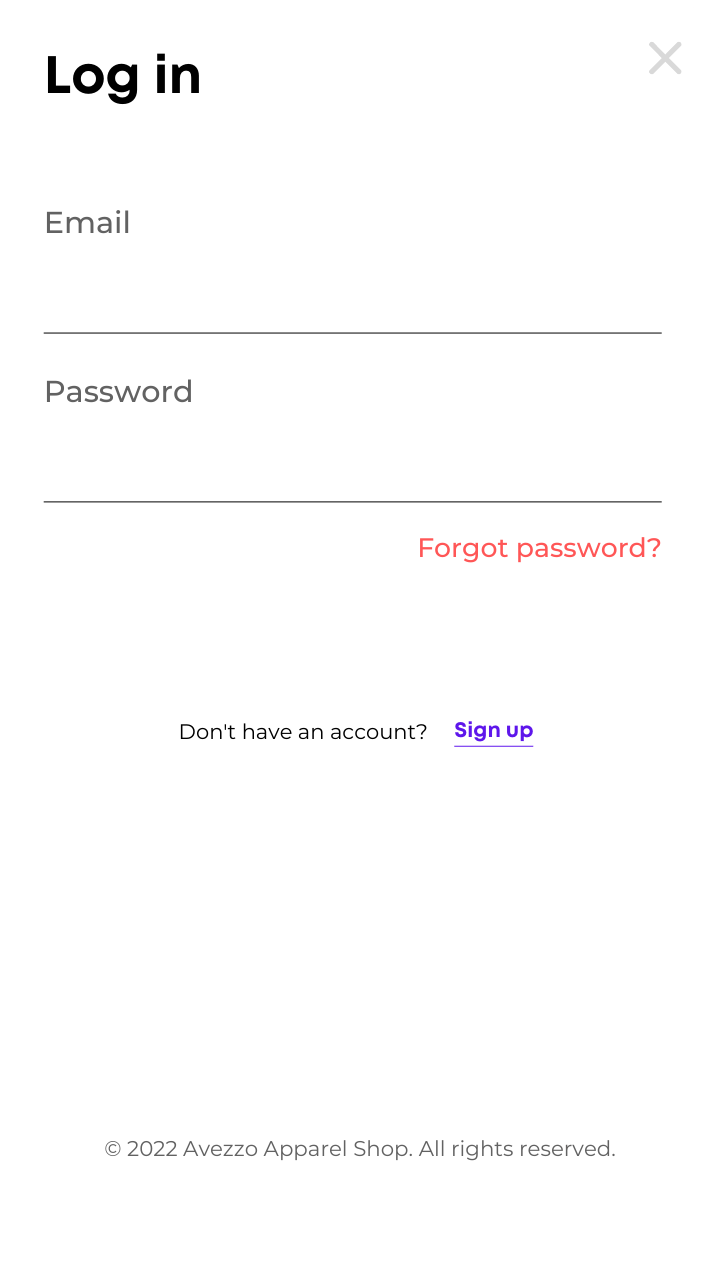 Log in
Email
Password
Forgot password?
Don't have an account? Sign up
© 2022 Avezzo Apparel Shop. All rights reserved.